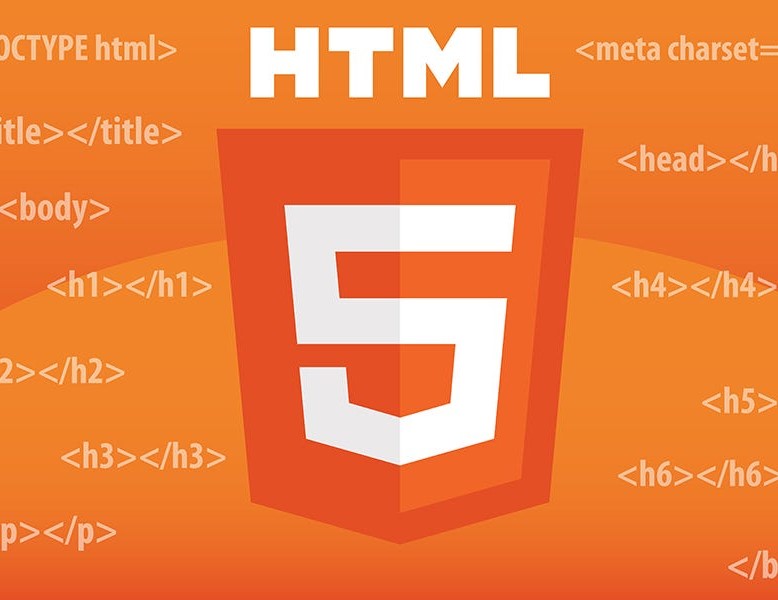 HTML
5
OCTYPE html>
itle></title>
<body>
<h1></h1>
2></h2>
<h3></h3>
p></p>
<meta charset=
<head></h
<h4></h4>
<h5>
<h6></h6>
</b